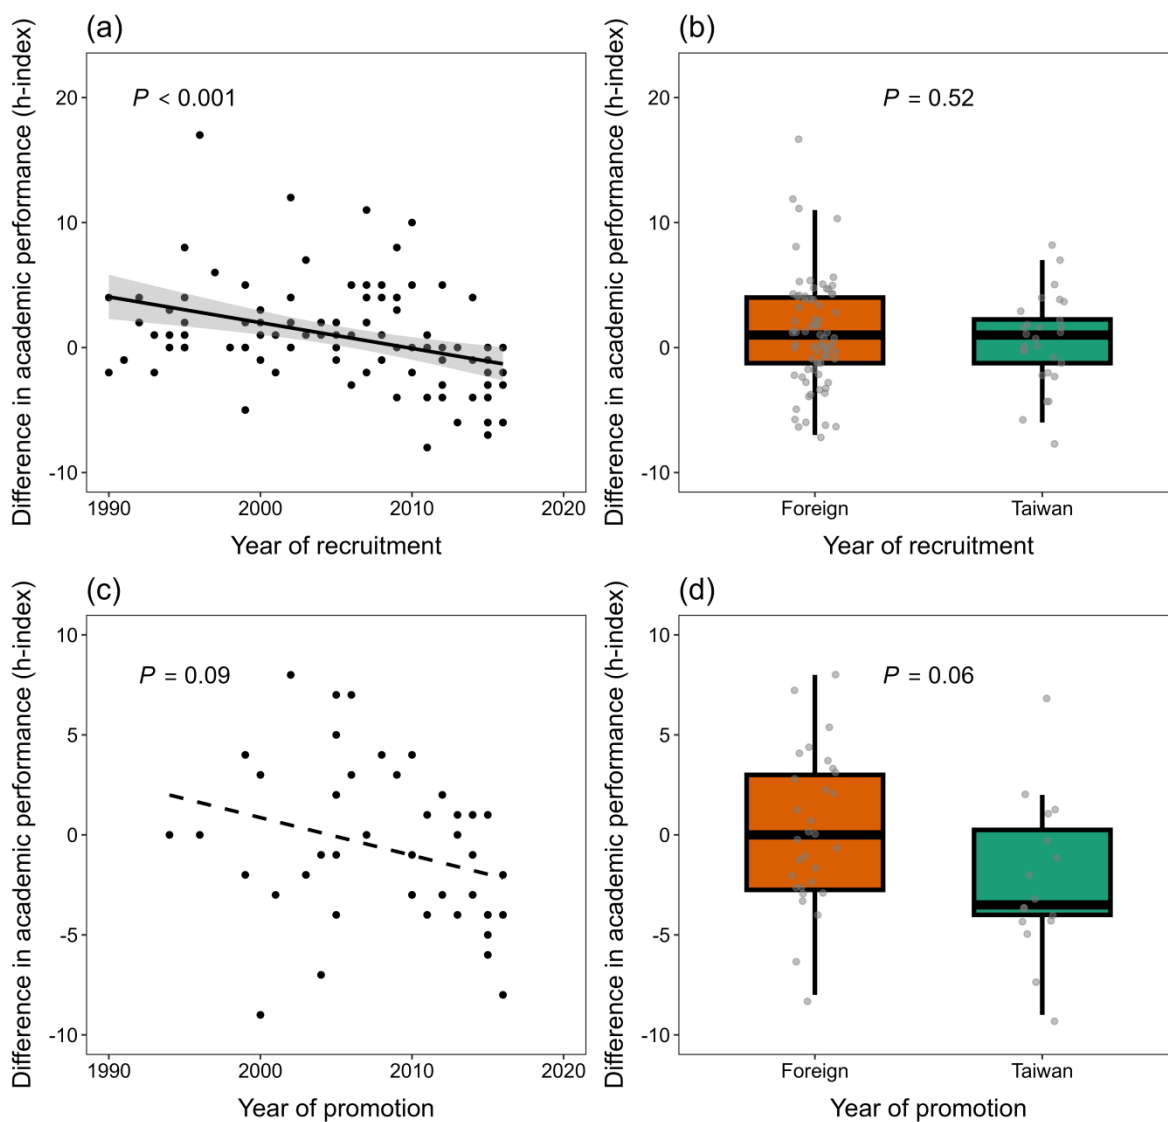 (a)
Difference in academic performance (h-index)
P < 0.001
20
10
0
-10
1990
2000
2010
2020
Year of recruitment
(b)
Difference in academic performance (h-index)
P = 0.52
20
10
0
-10
Foreign
Taiwan
Year of recruitment
(c)
Difference in academic performance (h-index)
P = 0.09
10
5
0
-5
-10
1990
2000
2010
2020
Year of promotion
(d)
Difference in academic performance (h-index)
P = 0.06
10
5
0
-5
-10
Foreign
Taiwan
Year of promotion